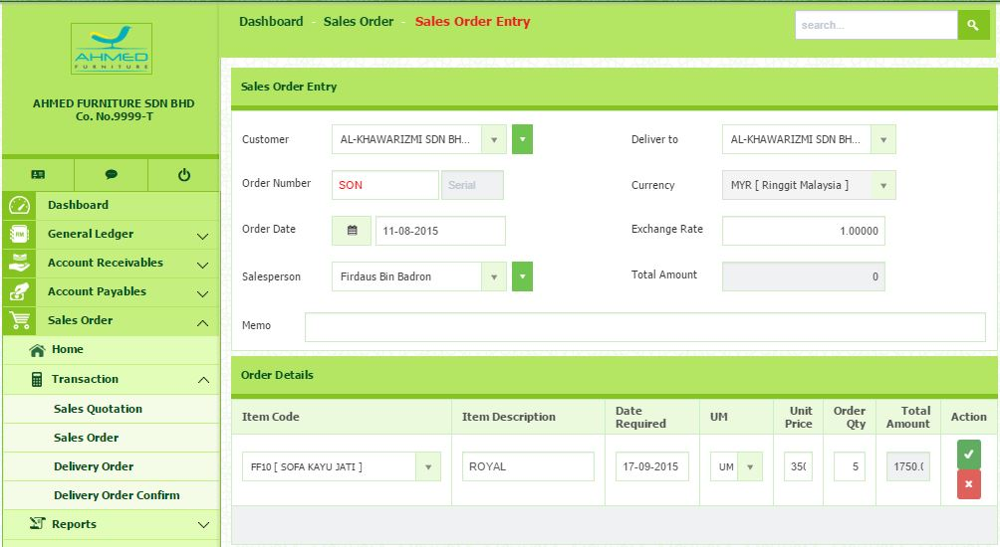 Dashboard - Sales Order - Sales Order Entry
search...
AHMED
FURNITURE
AHMED FURNITURE SDN BHD
Co. No.9999-T
Dashboard
RM
General Ledger
Account Receivables
Account Payables
Sales Order
Home
Transaction
Sales Quotation
Sales Order
Delivery Order
Delivery Order Confirm
Reports
Sales Order Entry
Customer
AL-KHAWARIZMI SDN BH...
Deliver to
AL-KHAWARIZMI SDN BH...
Order Number
SON
Serial
Currency
MYR [ Ringgit Malaysia ]
Order Date
11-08-2015
Exchange Rate
1.00000
Salesperson
Firdaus Bin Badron
Total Amount
0
Memo
Order Details
Item Code
Item Description
Date
Required
UM
Unit
Price
Order
Qty
Total
Amount
Action
FF10 [ SOFA KAYU JATI ]
ROYAL
17-09-2015
UM
5